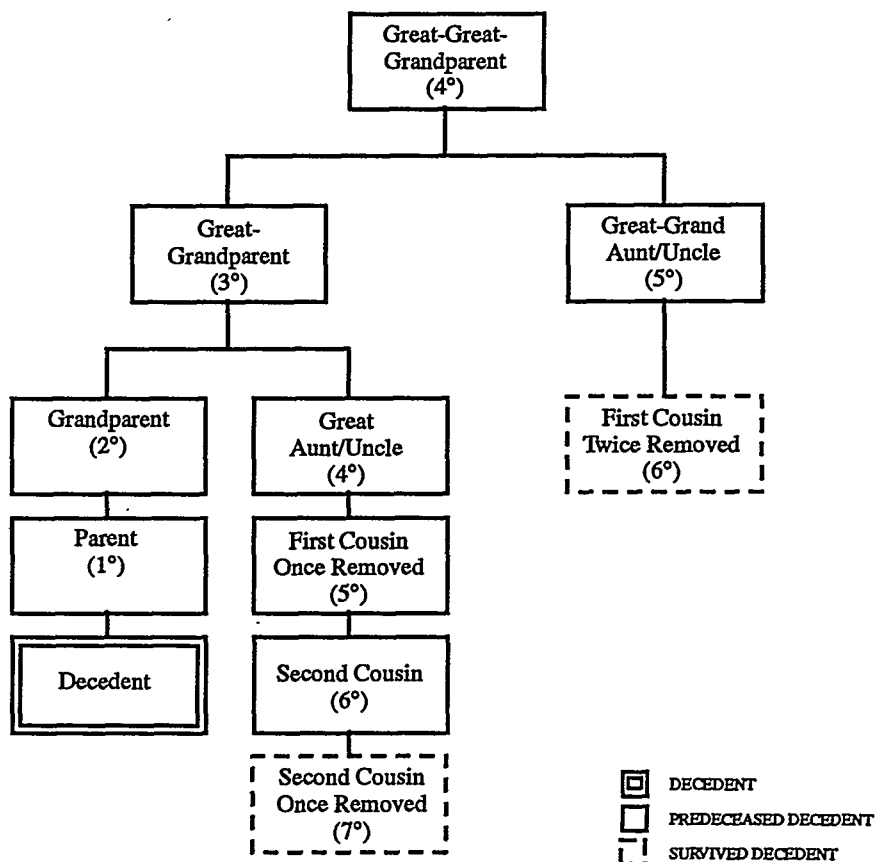 Great-Great-
Grandparent
(4°)
Great-
Grandparent
(3°)
Great-Grand
Aunt/Uncle
(5°)
Grandparent
(2°)
Great
Aunt/Uncle
(4°)
First Cousin
Twice Removed
(6°)
Parent
(1°)
First Cousin
Once Removed
(5°)
Decedent
Second Cousin
(6°)
Second Cousin
Once Removed
(7°)
DECEDENT
PREDECEASED DECEDENT
SURVIVED DECEDENT